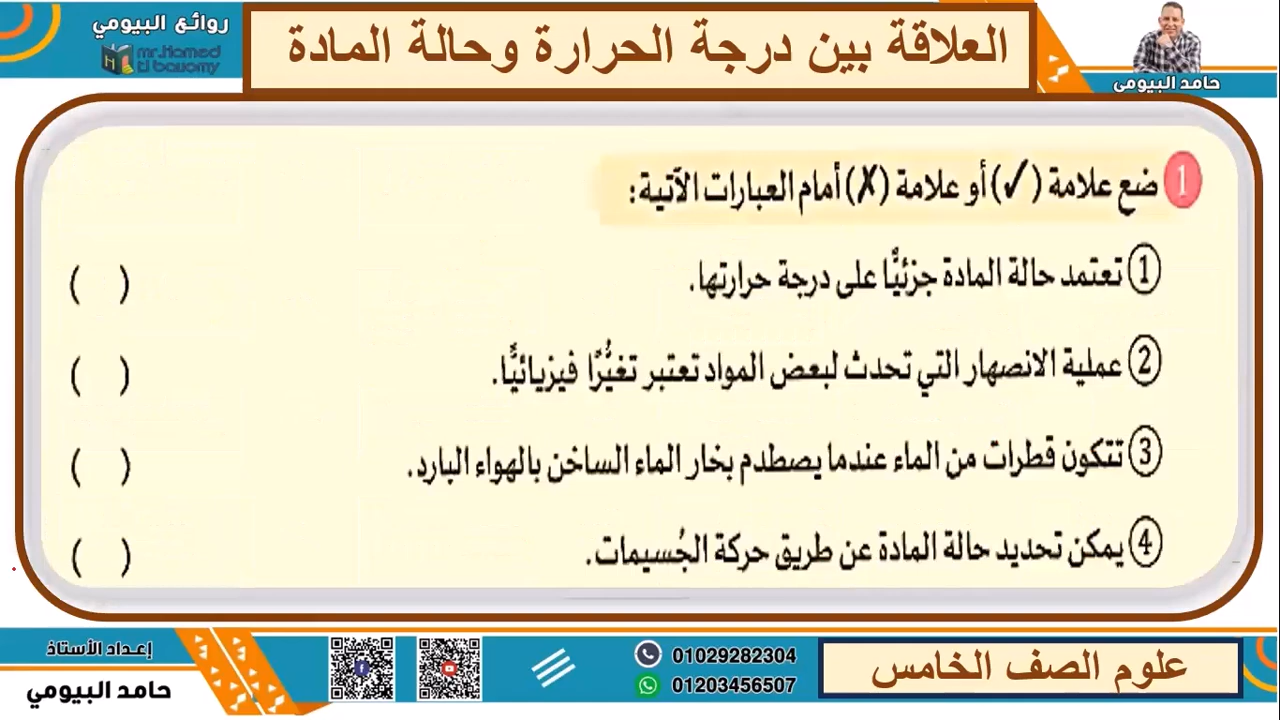 روائع البيومي
mr.Hamed
El bauomy
العلاقة بين درجة الحرارة وحالة المادة
حامد البيومى
1 ضع علامة (✓) أو علامة (✗) أمام العبارات الآتية:
① تعتمد حالة المادة جزئيًّا على درجة حرارتها. ( )
② عملية الانصهار التي تحدث لبعض المواد تعتبر تغيُّرًا فيزيائيًّا. ( )
③ تتكون قطرات من الماء عندما يصطدم بخار الماء الساخن بالهواء البارد. ( )
④ يمكن تحديد حالة المادة عن طريق حركة الجُسيمات. ( )
علوم الصف الخامس
01029282304
01203456507
إعداد الأستاذ
حامد البيومي